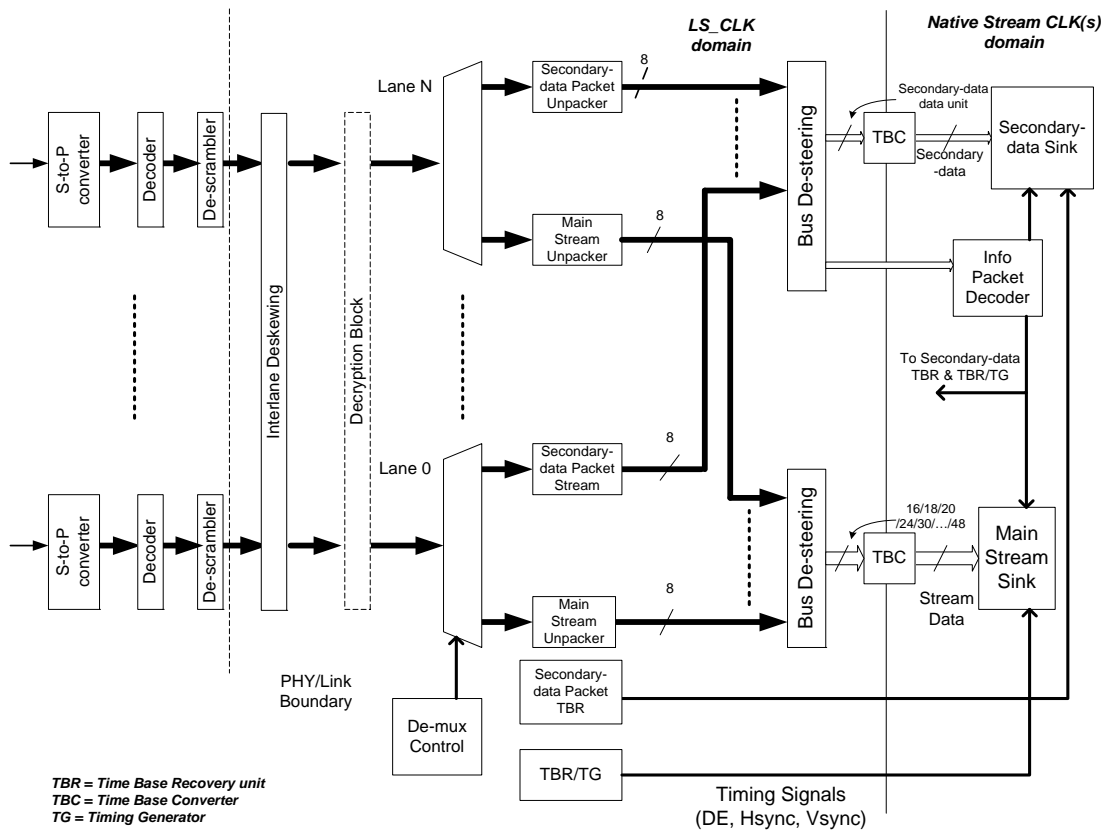 LS_CLK
domain
Native Stream CLK(s)
domain
Lane N
Secondary-
data Packet
Unpacker
8
Secondary-data
data unit
S-to-P
converter
Decoder
De-scrambler
Interlane Deskewing
Decryption Block
Bus De-steering
TBC
Secondary
-data
Secondary-
data Sink
Main
Stream
Unpacker
8
Info
Packet
Decoder
To Secondary-data
TBR & TBR/TG
Lane 0
Secondary-
data Packet
Stream
8
S-to-P
converter
Decoder
De-scrambler
Bus De-steering
16/18/20
/24/30/…/48
TBC
Main
Stream
Sink
Stream
Data
Main
Stream
Unpacker
8
PHY/Link
Boundary
De-mux
Control
Secondary-
data Packet
TBR
TBR/TG
Timing Signals
(DE, Hsync, Vsync)
TBR = Time Base Recovery unit
TBC = Time Base Converter
TG = Timing Generator